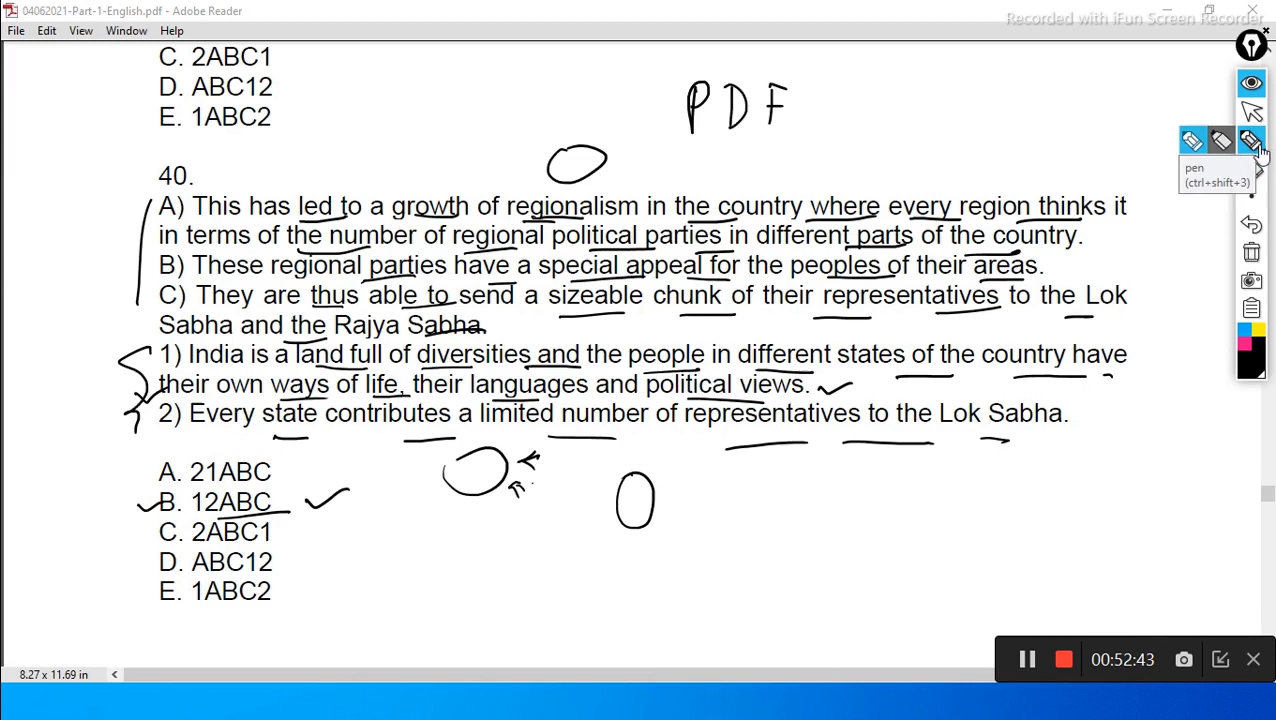 04062021-Part-1-English.pdf - Adobe Reader
Recorded with iFun Screen Recorder
File Edit View Window Help
C. 2ABC1
D. ABC12
E. 1ABC2
PDF
pen
(ctrl+shift+3)
40.
A) This has led to a growth of regionalism in the country where every region thinks it
in terms of the number of regional political parties in different parts of the country.
B) These regional parties have a special appeal for the peoples of their areas.
C) They are thus able to send a sizeable chunk of their representatives to the Lok
Sabha and the Rajya Sabha.
1) India is a land full of diversities and the people in different states of the country have
their own ways of life, their languages and political views.
2) Every state contributes a limited number of representatives to the Lok Sabha.
A. 21ABC
B. 12ABC
C. 2ABC1
D. ABC12
E. 1ABC2
8.27 x 11.69 in
00:52:43